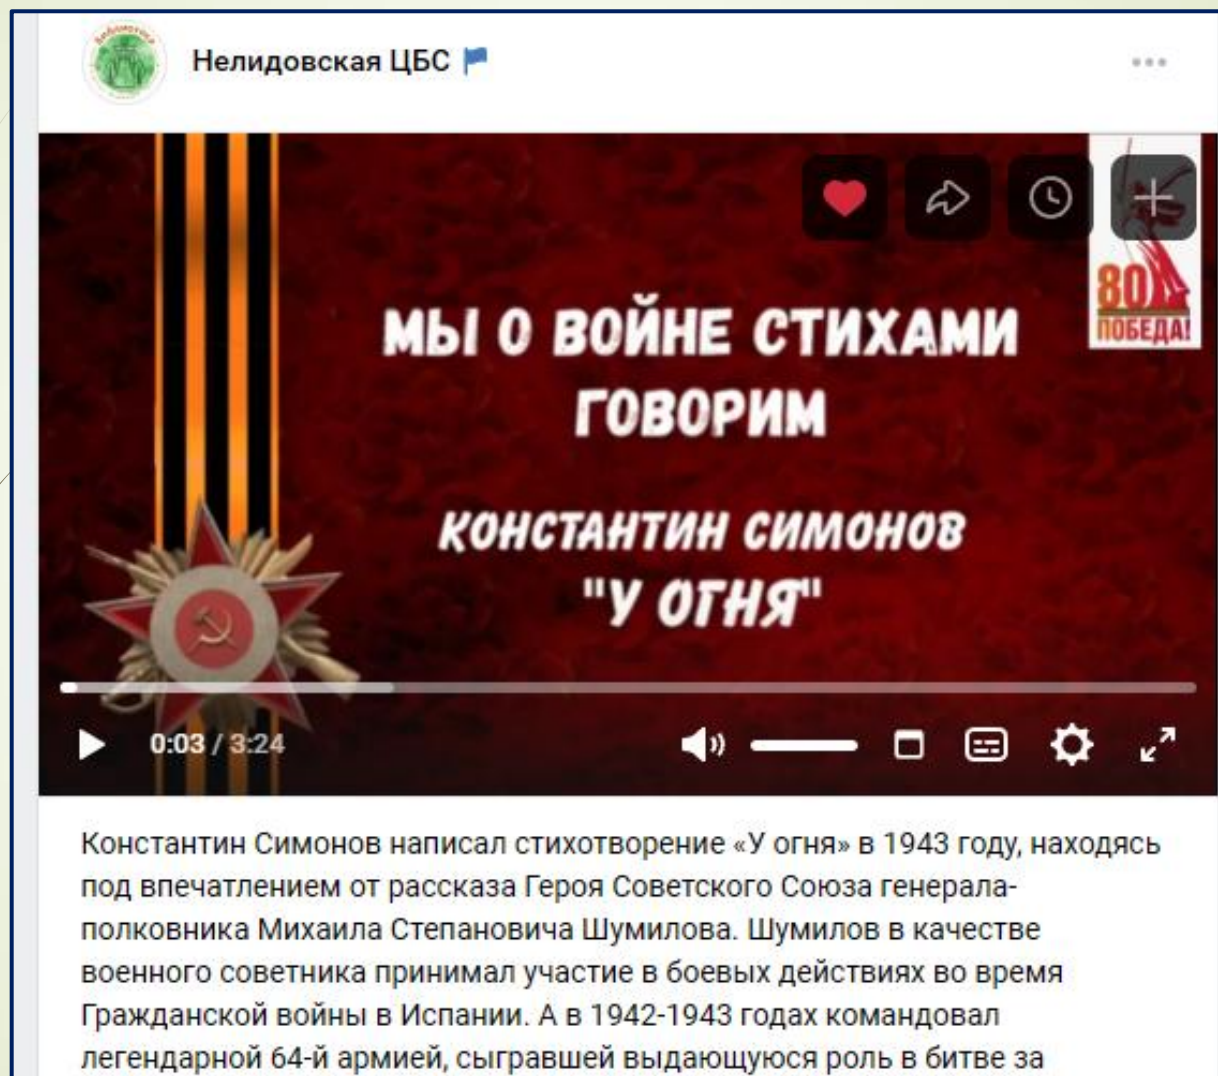 Библиотека
Нелидовская ЦБС
МЫ О ВОЙНЕ СТИХАМИ
ГОВОРИМ
КОНСТАНТИН СИМОНОВ
"У ОГНЯ"
80
ПОБЕДА!
0:03 / 3:24
Константин Симонов написал стихотворение «У огня» в 1943 году, находясь
под впечатлением от рассказа Героя Советского Союза генерала-
полковника Михаила Степановича Шумилова. Шумилов в качестве
военного советника принимал участие в боевых действиях во время
Гражданской войны в Испании. А в 1942-1943 годах командовал
легендарной 64-й армией, сыгравшей выдающуюся роль в битве за